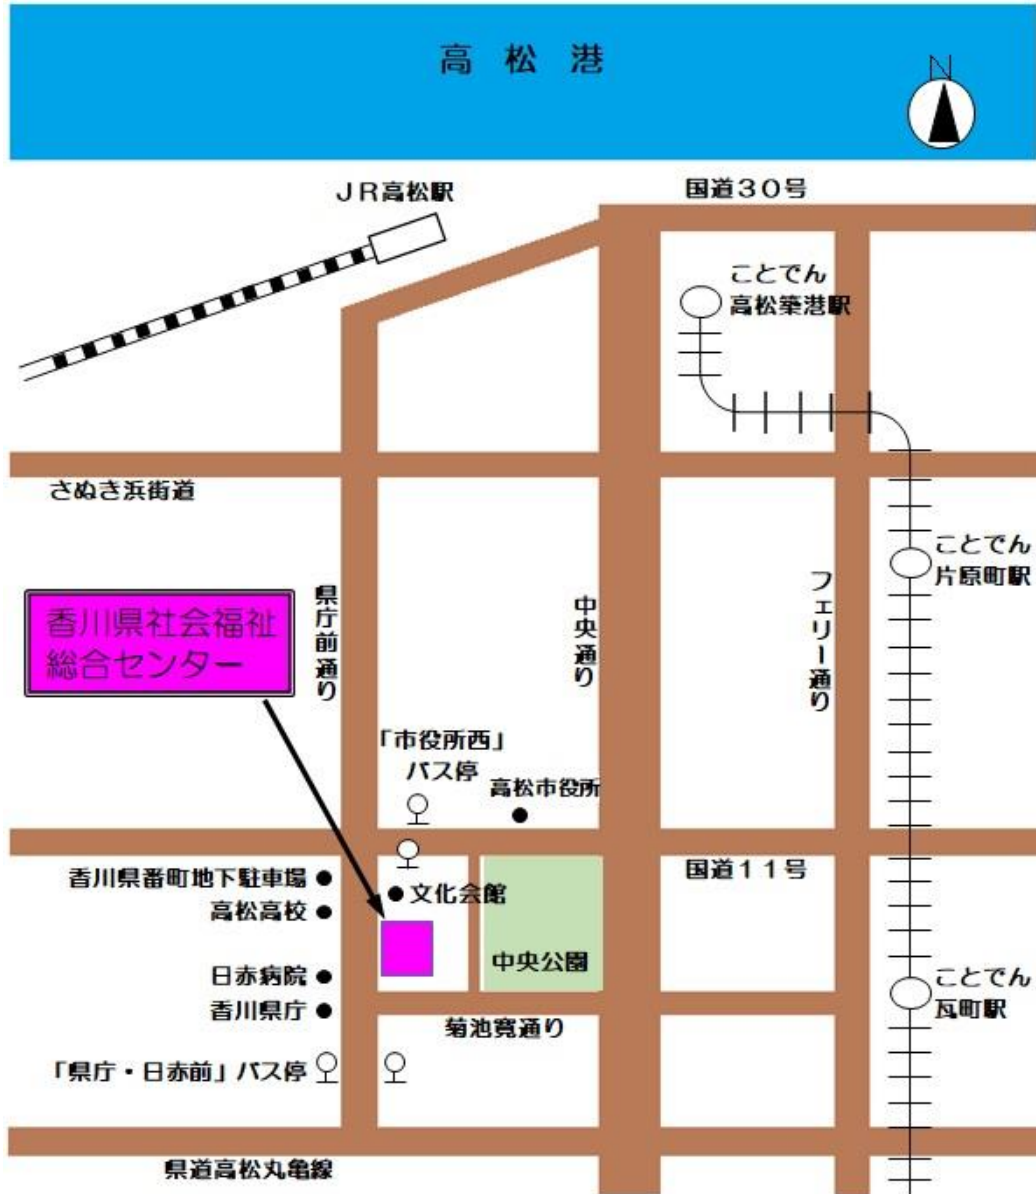 高松港
N
JR高松駅
国道30号
ことでん
高松築港駅
さぬき浜街道
ことでん
片原町駅
香川県社会福祉
総合センター
県庁前通り
中央通り
フェリー通り
「市役所西」
バス停
高松市役所
国道11号
香川県番町地下駐車場
文化会館
高松高校
中央公園
日赤病院
ことでん
瓦町駅
香川県庁
菊池寛通り
「県庁・日赤前」バス停
県道高松丸亀線